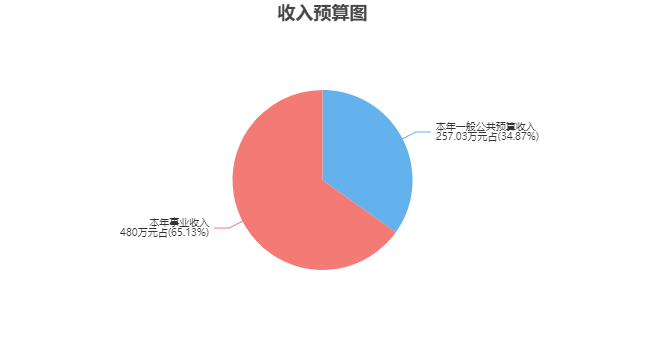 收入预算图
本年一般公共预算收入
257.03万元占(34.87%)
本年事业收入
480万元占(65.13%)